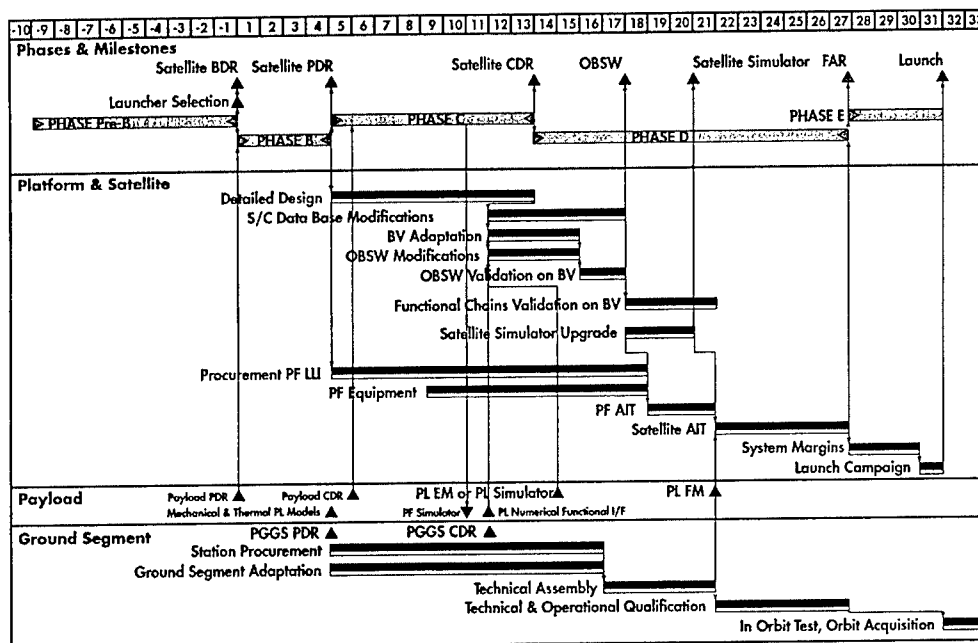 -10 -9 -8 -7 -6 -5 -4 -3 -2 -1 1 2 3 4 5 6 7 8 9 10 11 12 13 14 15 16 17 18 19 20 21 22 23 24 25 26 27 28 29 30 31 32 33
Phases & Milestones
Satellite BDR Satellite PDR Satellite CDR OBSW Satellite Simulator FAR Launch
Launcher Selection
PHASE Pre-B PHASE C PHASE E
PHASE B PHASE D
Platform & Satellite
Detailed Design
S/C Data Base Modifications
BV Adaptation
OBSW Modifications
OBSW Validation on BV
Functional Chains Validation on BV
Satellite Simulator Upgrade
Procurement PF LLI
PF Equipment
PF AIT
Satellite AIT
System Margins
Launch Campaign
Payload
Payload PDR Payload CDR PL EM or PL Simulator PL FM
Mechanical & Thermal PL Models PF Simulator PL Numerical Functional I/F
Ground Segment
PGGS PDR PGGS CDR
Station Procurement
Ground Segment Adaptation
Technical Assembly
Technical & Operational Qualification
In Orbit Test, Orbit Acquisition